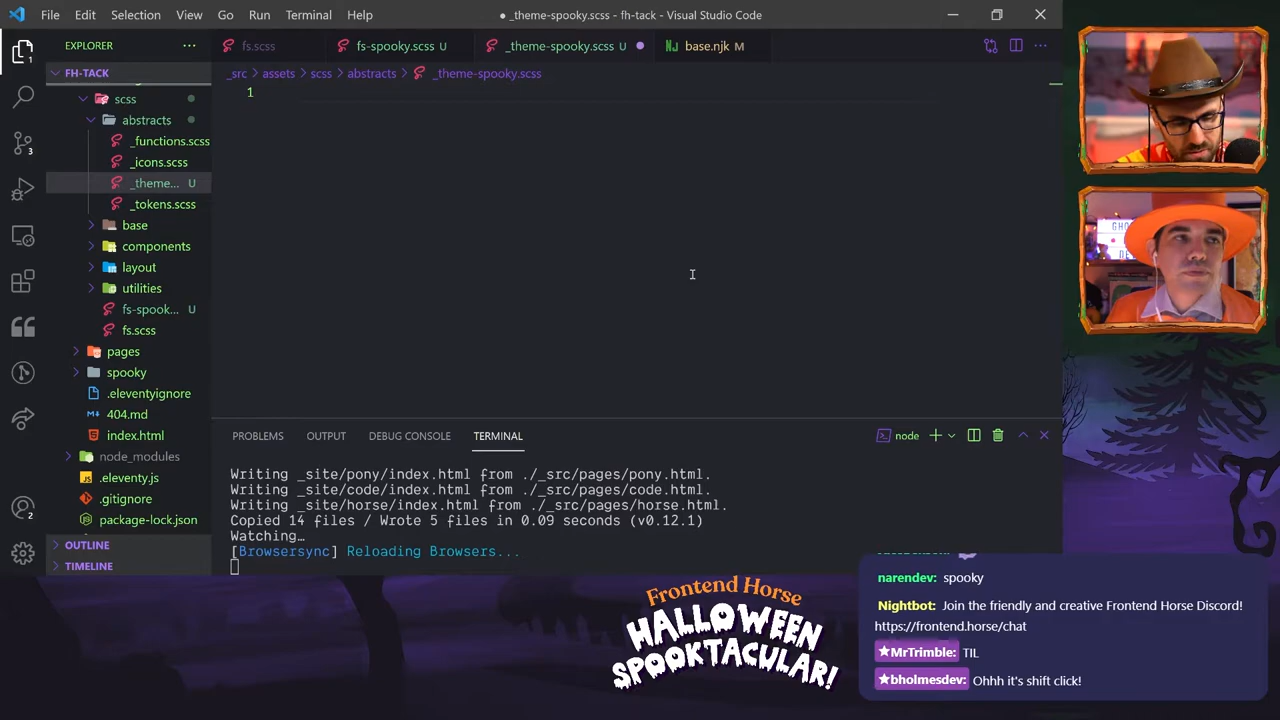 File Edit Selection View Go Run Terminal Help
● _theme-spooky.scss - fh-tack - Visual Studio Code
EXPLORER
fs.scss
fs-spooky.scss U
_theme-spooky.scss U
base.njk M
FH-TACK
_src > assets > scss > abstracts > _theme-spooky.scss
1
scss
abstracts
_functions.scss
_icons.scss
_theme... U
_tokens.scss
base
components
layout
utilities
fs-spook... U
fs.scss
pages
spooky
.eleventyignore
404.md
index.html
node_modules
.eleventy.js
.gitignore
package-lock.json
OUTLINE
TIMELINE
1
3
2
PROBLEMS OUTPUT DEBUG CONSOLE TERMINAL
node
Writing _site/pony/index.html from ./_src/pages/pony.html.
Writing _site/code/index.html from ./_src/pages/code.html.
Writing _site/horse/index.html from ./_src/pages/horse.html.
Copied 14 files / Wrote 5 files in 0.09 seconds (v0.12.1)
Watching…
[Browsersync] Reloading Browsers...
Frontend Horse
HALLOWEEN
SPOOKTACULAR!
narendev: spooky
Nightbot: Join the friendly and creative Frontend Horse Discord!
https://frontend.horse/chat
★MrTrimble: TIL
★bholmesdev: Ohhh it's shift click!